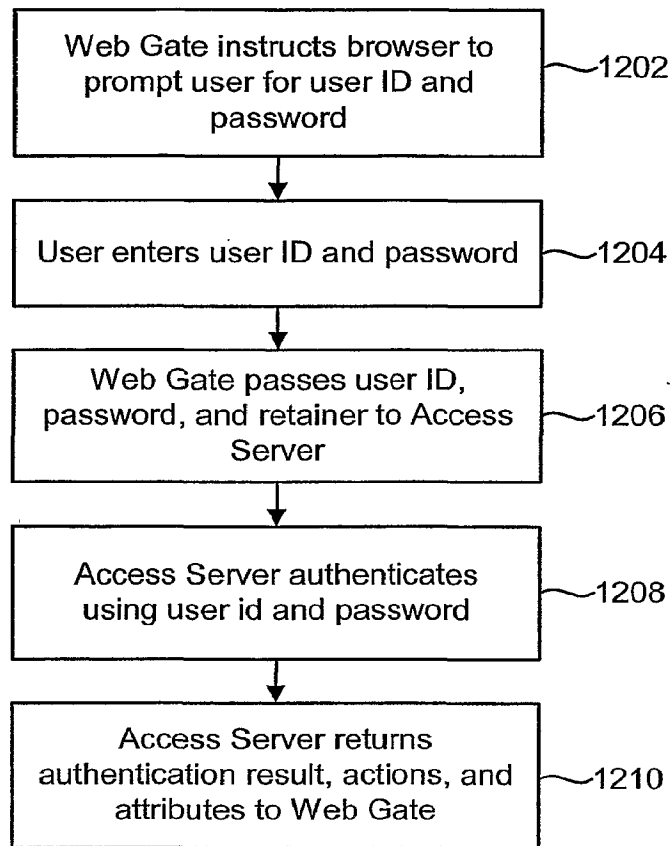 Web Gate instructs browser to
prompt user for user ID and
password
1202
User enters user ID and password
1204
Web Gate passes user ID,
password, and retainer to Access
Server
1206
Access Server authenticates
using user id and password
1208
Access Server returns
authentication result, actions, and
attributes to Web Gate
1210